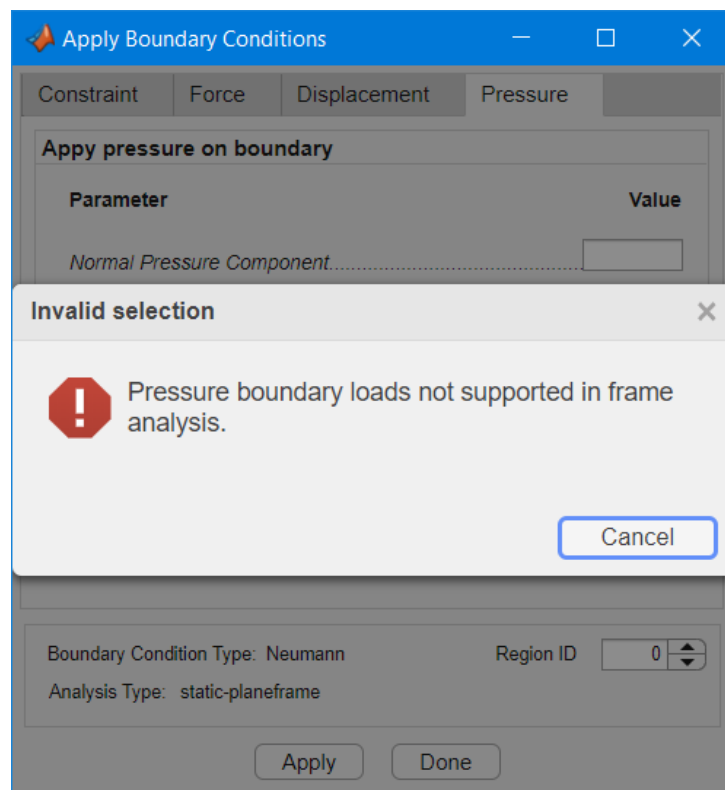 Apply Boundary Conditions
Constraint Force Displacement Pressure
Appy pressure on boundary
Parameter Value
Normal Pressure Component
Invalid selection
Pressure boundary loads not supported in frame
analysis.
Cancel
Boundary Condition Type: Neumann Region ID 0
Analysis Type: static-planeframe
Apply Done